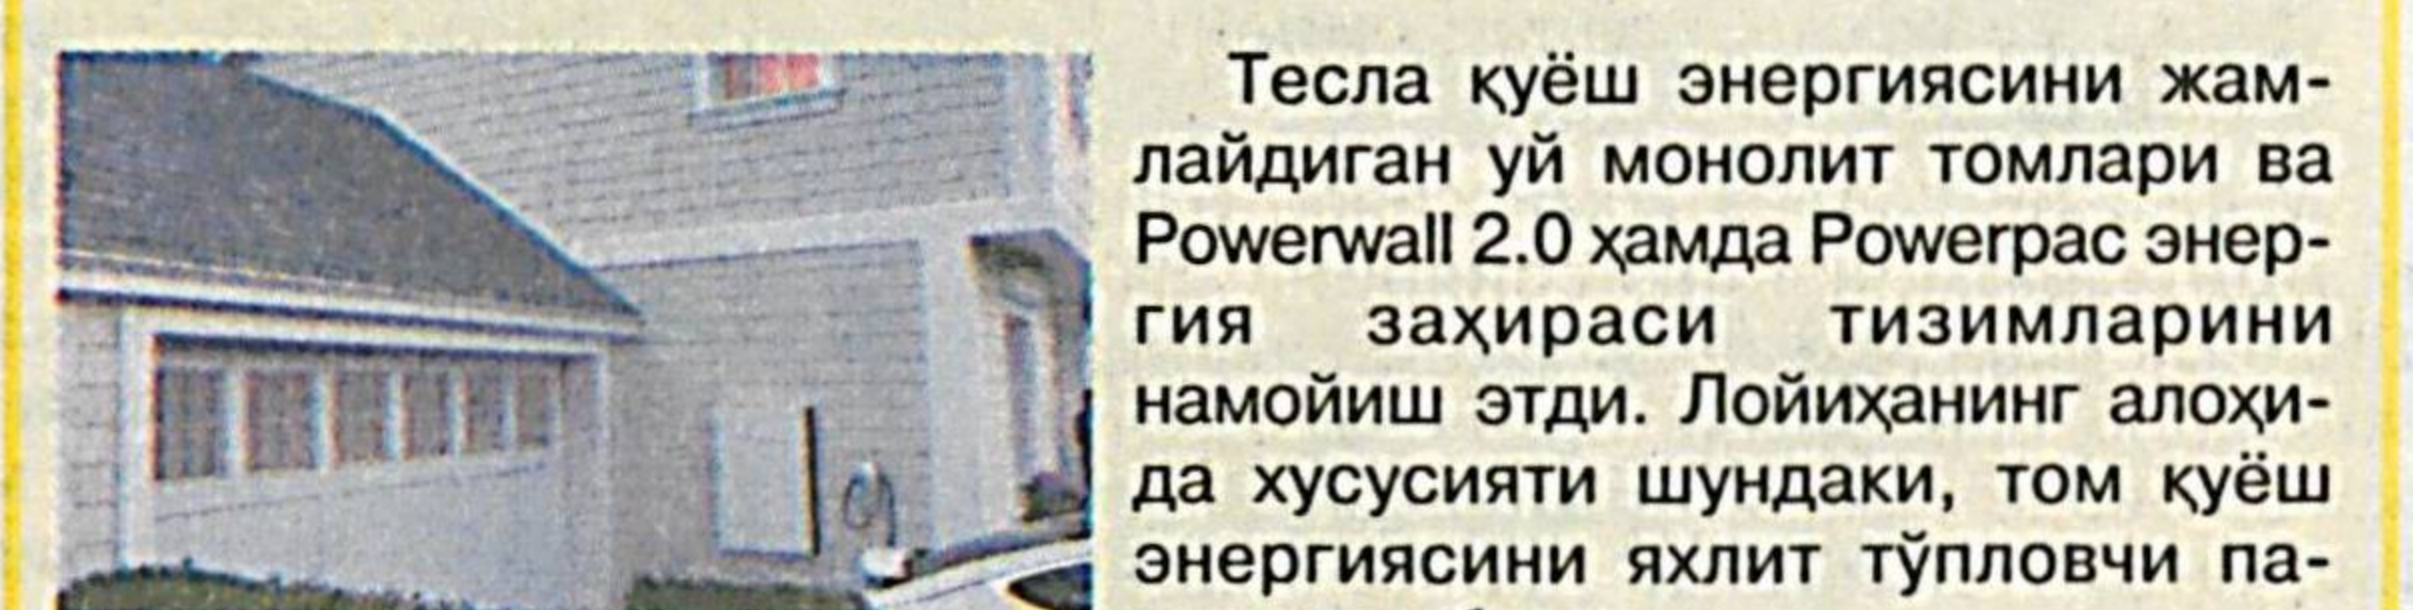 Тесла қуёш энергиясини жам-
лайдиган уй монолит томлари ва
Powerwall 2.0 ҳамда Powerpac энер-
гия заҳираси тизимларини
намойиш этди. Лойиҳанинг алоҳи-
да хусусияти шундаки, том қуёш
энергиясини яхлит тўпловчи па-